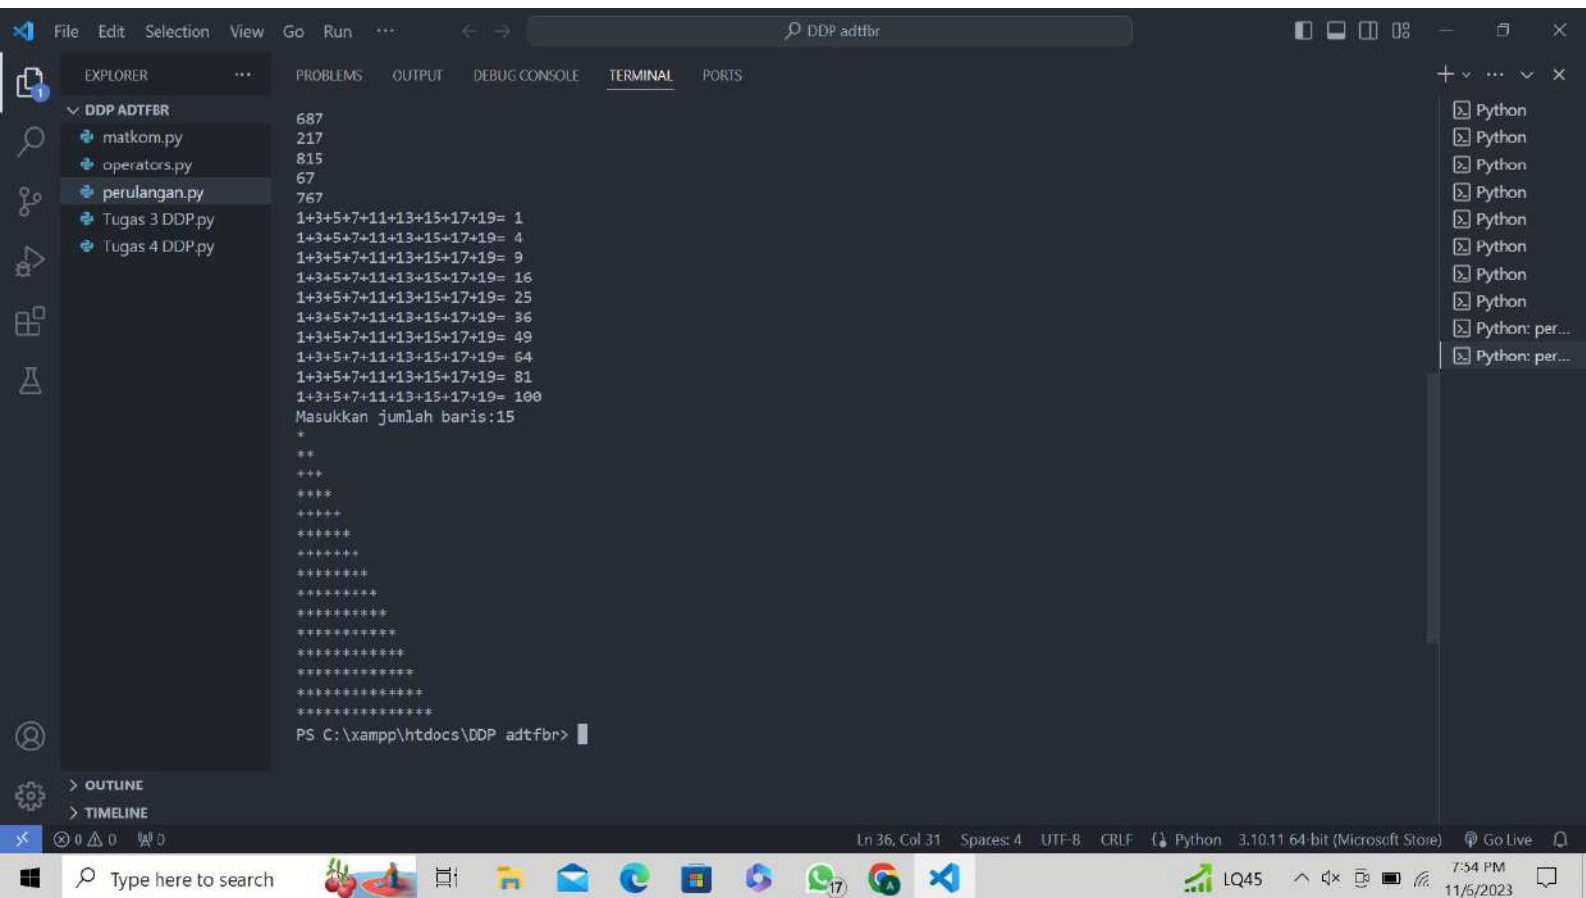 File Edit Selection View Go Run ··· DDP adtfbr
EXPLORER ···
DDP ADTFBR
matkom.py
operators.py
perulangan.py
Tugas 3 DDP.py
Tugas 4 DDP.py
OUTLINE
TIMELINE
PROBLEMS OUTPUT DEBUG CONSOLE TERMINAL PORTS
687
217
815
67
767
1+3+5+7+11+13+15+17+19= 1
1+3+5+7+11+13+15+17+19= 4
1+3+5+7+11+13+15+17+19= 9
1+3+5+7+11+13+15+17+19= 16
1+3+5+7+11+13+15+17+19= 25
1+3+5+7+11+13+15+17+19= 36
1+3+5+7+11+13+15+17+19= 49
1+3+5+7+11+13+15+17+19= 64
1+3+5+7+11+13+15+17+19= 81
1+3+5+7+11+13+15+17+19= 100
Masukkan jumlah baris:15
*
**
***
****
*****
******
*******
********
*********
**********
***********
************
*************
**************
***************
PS C:\xampp\htdocs\DDP adtfbr>
Python
Python
Python
Python
Python
Python
Python
Python
Python: per...
Python: per...
0 0 0 Ln 36, Col 31 Spaces: 4 UTF-8 CRLF Python 3.10.11 64-bit (Microsoft Store) Go Live
Type here to search 17 LQ45 7:54 PM
11/6/2023
1